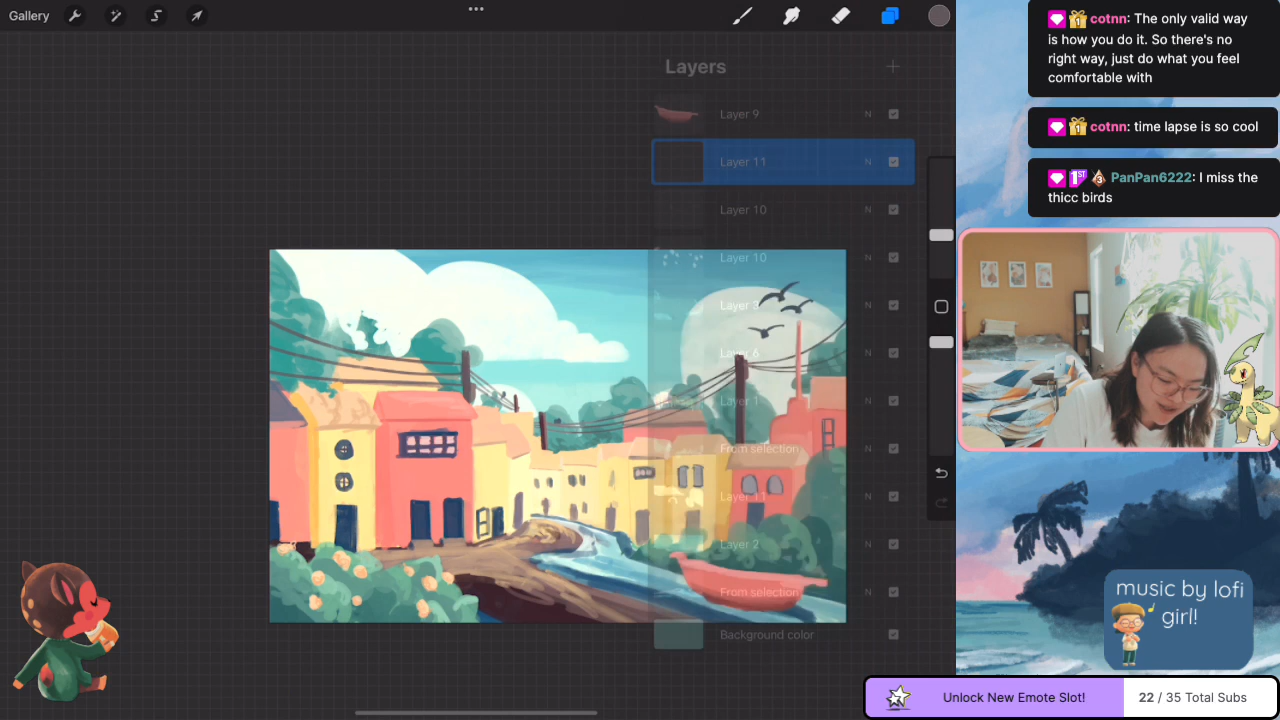 Gallery
Layers
Layer 9 N
Layer 11 N
Layer 10 N
Layer 10 N
Layer 3 N
Layer 6 N
Layer 1 N
From selection N
Layer 11 N
Layer 2 N
From selection N
Background color
cotnn: The only valid way
is how you do it. So there's no
right way, just do what you feel
comfortable with
cotnn: time lapse is so cool
1ST 3 PanPan6222: I miss the
thicc birds
music by lofi
girl!
Unlock New Emote Slot! 22 / 35 Total Subs